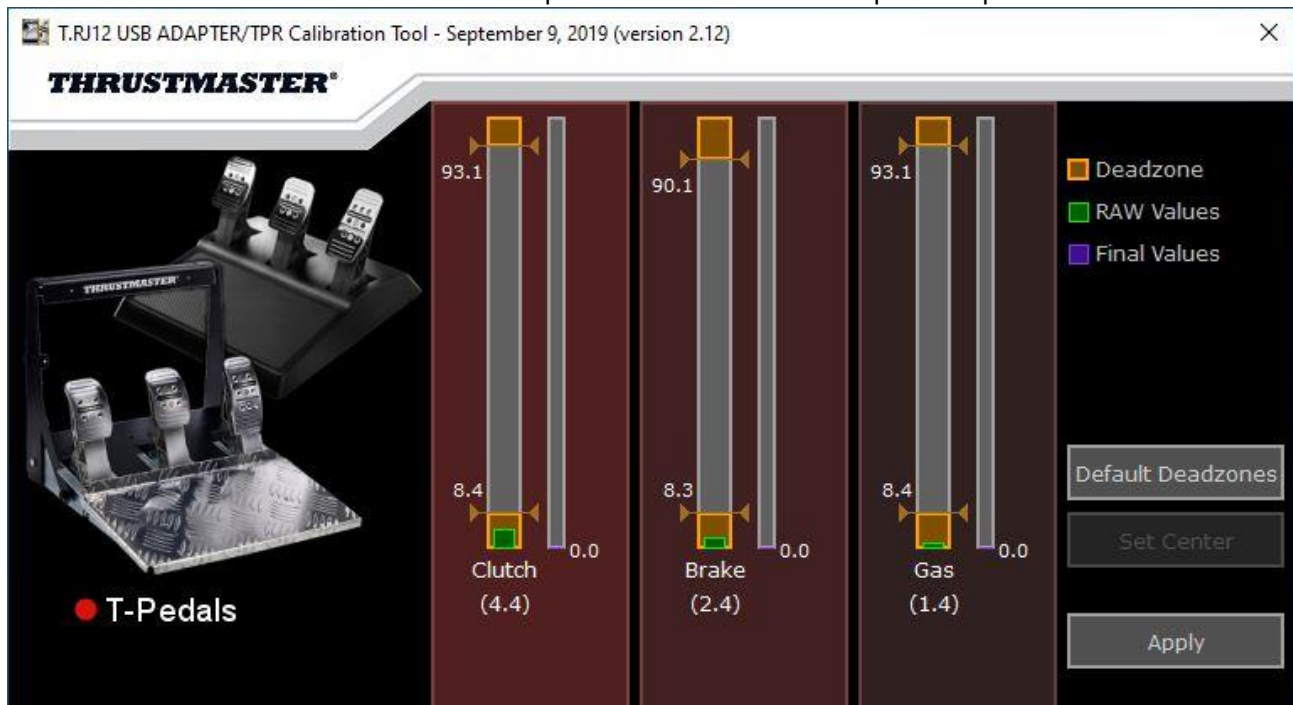 T.RJ12 USB ADAPTER/TPR Calibration Tool - September 9, 2019 (version 2.12)
THRUSTMASTER®
THRUSTMASTER
T-Pedals
93.1
8.4
0.0
Clutch
(4.4)
90.1
8.3
0.0
Brake
(2.4)
93.1
8.4
0.0
Gas
(1.4)
Deadzone
RAW Values
Final Values
Default Deadzones
Set Center
Apply